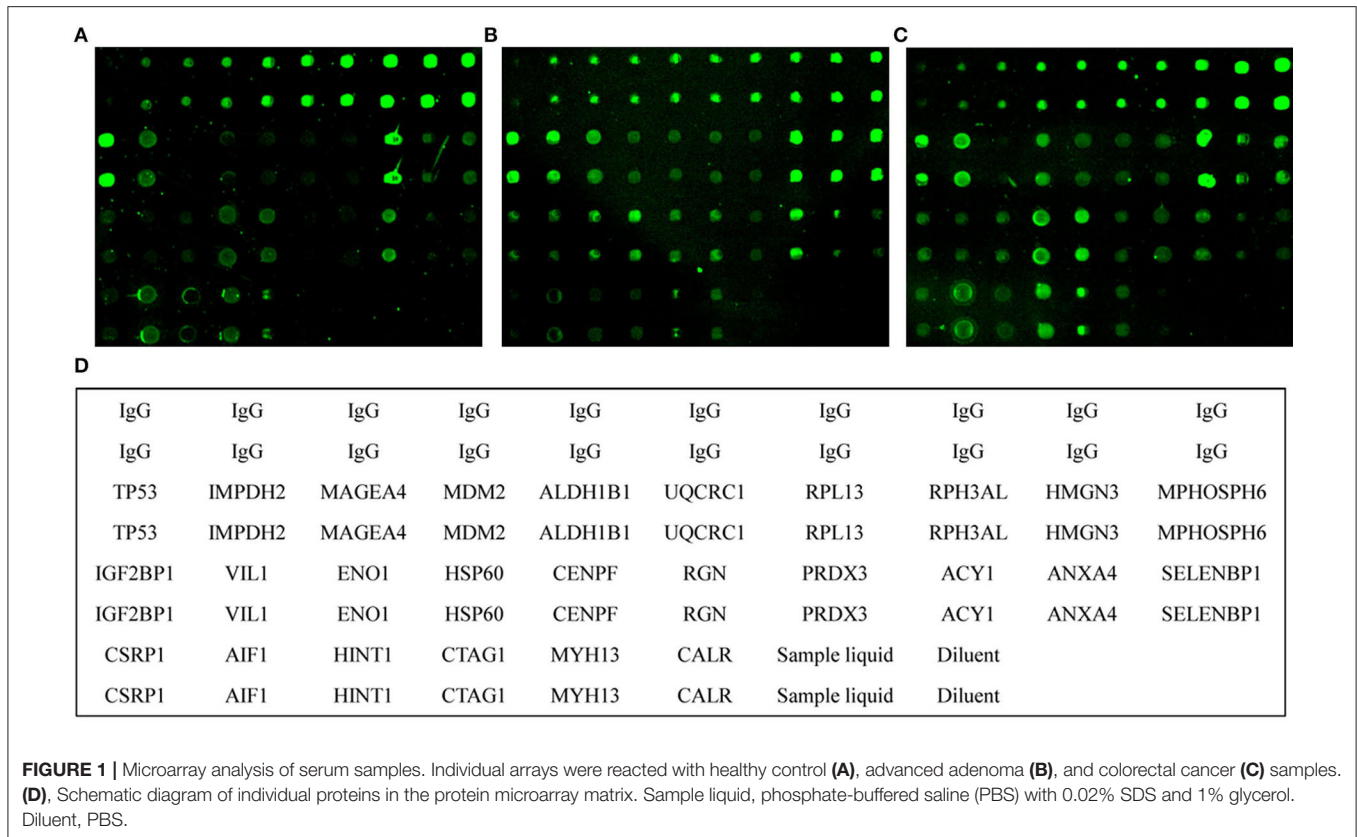 A
B
C
D
IgG IgG IgG IgG IgG IgG IgG IgG IgG IgG
IgG IgG IgG IgG IgG IgG IgG IgG IgG IgG
TP53 IMPDH2 MAGEA4 MDM2 ALDH1B1 UQCRC1 RPL13 RPH3AL HMGN3 MPHOSPH6
TP53 IMPDH2 MAGEA4 MDM2 ALDH1B1 UQCRC1 RPL13 RPH3AL HMGN3 MPHOSPH6
IGF2BP1 VIL1 ENO1 HSP60 CENPF RGN PRDX3 ACY1 ANXA4 SELENBP1
IGF2BP1 VIL1 ENO1 HSP60 CENPF RGN PRDX3 ACY1 ANXA4 SELENBP1
CSRP1 AIF1 HINT1 CTAG1 MYH13 CALR Sample liquid Diluent
CSRP1 AIF1 HINT1 CTAG1 MYH13 CALR Sample liquid Diluent
FIGURE 1 | Microarray analysis of serum samples. Individual arrays were reacted with healthy control (A), advanced adenoma (B), and colorectal cancer (C) samples.
(D), Schematic diagram of individual proteins in the protein microarray matrix. Sample liquid, phosphate-buffered saline (PBS) with 0.02% SDS and 1% glycerol.
Diluent, PBS.